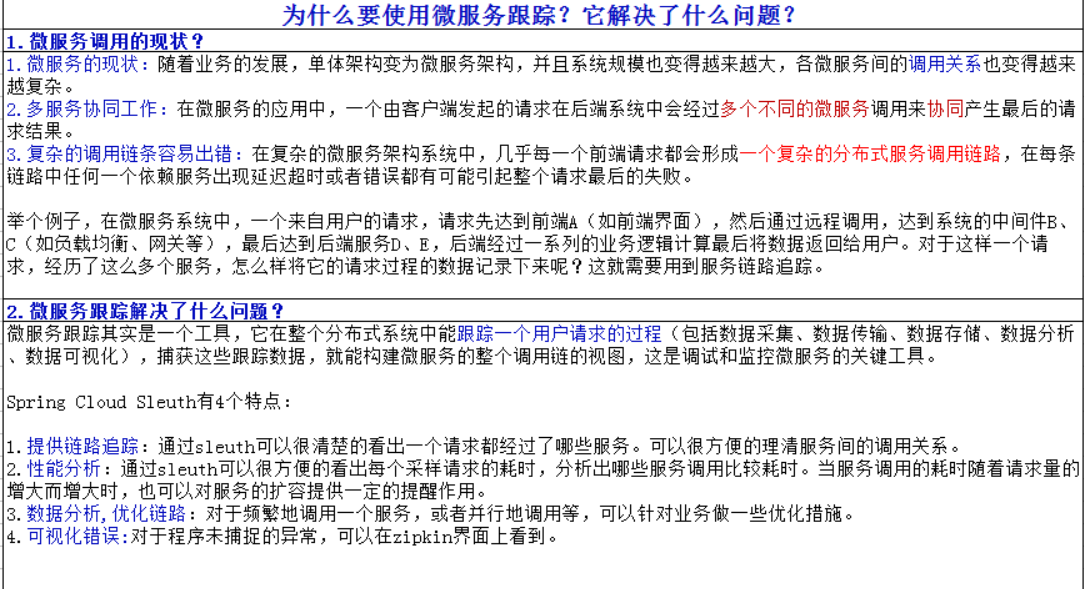 为什么要使用微服务跟踪？它解决了什么问题？
1.微服务调用的现状？
1.微服务的现状：随着业务的发展，单体架构变为微服务架构，并且系统规模也变得越来越大，各微服务间的调用关系也变得越来
越复杂。
2.多服务协同工作：在微服务的应用中，一个由客户端发起的请求在后端系统中会经过多个不同的微服务调用来协同产生最后的请
求结果。
3.复杂的调用链条容易出错：在复杂的微服务架构系统中，几乎每一个前端请求都会形成一个复杂的分布式服务调用链路，在每条
链路中任何一个依赖服务出现延迟超时或者错误都有可能引起整个请求最后的失败。
举个例子，在微服务系统中，一个来自用户的请求，请求先达到前端A（如前端界面），然后通过远程调用，达到系统的中间件B、
C（如负载均衡、网关等），最后达到后端服务D、E，后端经过一系列的业务逻辑计算最后将数据返回给用户。对于这样一个请
求，经历了这么多个服务，怎么样将它的请求过程的数据记录下来呢？这就需要用到服务链路追踪。
2.微服务跟踪解决了什么问题？
微服务跟踪其实是一个工具，它在整个分布式系统中能跟踪一个用户请求的过程（包括数据采集、数据传输、数据存储、数据分析
、数据可视化），捕获这些跟踪数据，就能构建微服务的整个调用链的视图，这是调试和监控微服务的关键工具。
Spring Cloud Sleuth有4个特点：
1.提供链路追踪：通过sleuth可以很清楚的看出一个请求都经过了哪些服务。可以很方便的理清服务间的调用关系。
2.性能分析：通过sleuth可以很方便的看出每个采样请求的耗时，分析出哪些服务调用比较耗时。当服务调用的耗时随着请求量的
增大而增大时，也可以对服务的扩容提供一定的提醒作用。
3.数据分析,优化链路：对于频繁地调用一个服务，或者并行地调用等，可以针对业务做一些优化措施。
4.可视化错误:对于程序未捕捉的异常，可以在zipkin界面上看到。